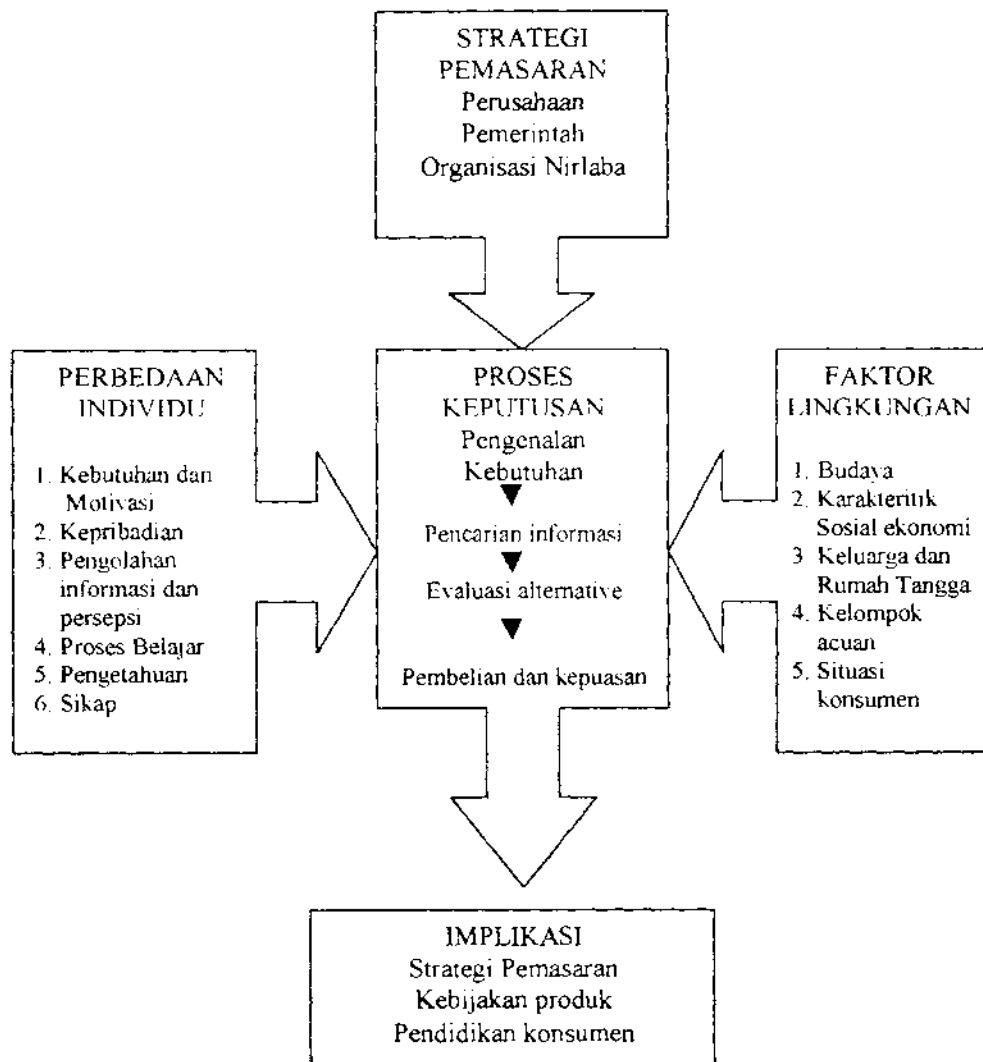 STRATEGI
PEMASARAN
Perusahaan
Pemerintah
Organisasi Nirlaba
PERBEDAAN
INDIVIDU
1. Kebutuhan dan
Motivasi
2. Kepribadian
3. Pengolahan
informasi dan
persepsi
4. Proses Belajar
5. Pengetahuan
6. Sikap
PROSES
KEPUTUSAN
Pengenalan
Kebutuhan
Pencarian informasi
Evaluasi alternative
Pembelian dan kepuasan
FAKTOR
LINGKUNGAN
1. Budaya
2. Karakteritik
Sosial ekonomi
3 Keluarga dan
Rumah Tangga
4. Kelompok
acuan
5. Situasi
konsumen
IMPLIKASI
Strategi Pemasaran
Kebijakan produk
Pendidikan konsumen